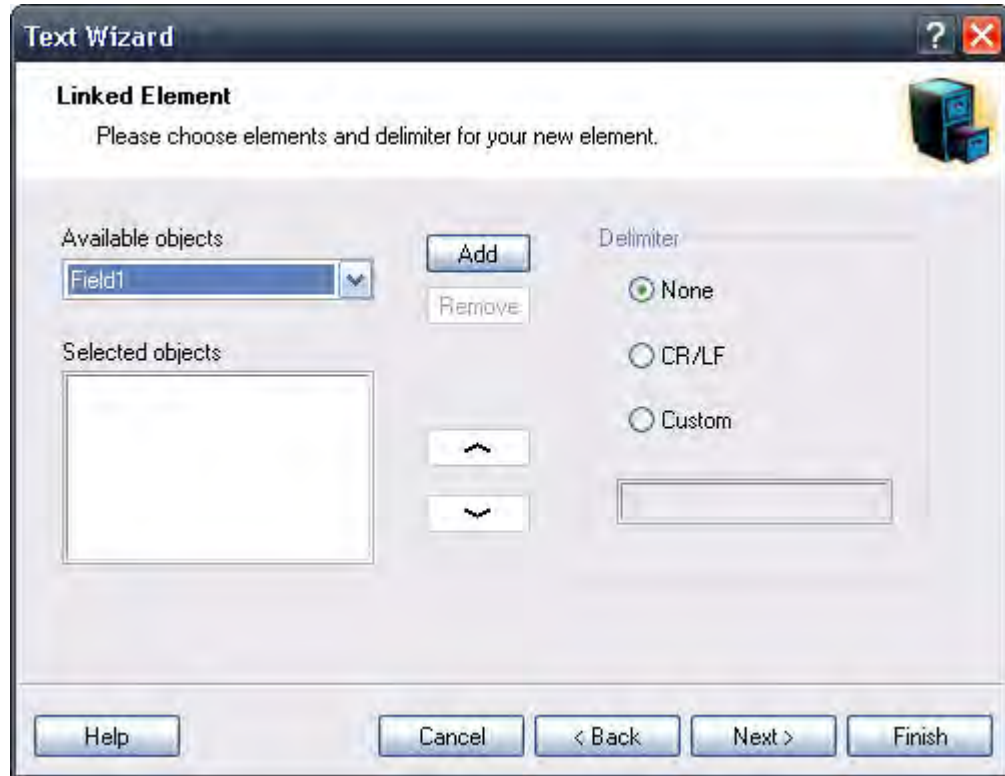 Text Wizard
?
Linked Element
Please choose elements and delimiter for your new element.
Available objects
Field1
Add
Remove
Selected objects
Delimiter
None
CR/LF
Custom
Help
Cancel
< Back
Next >
Finish